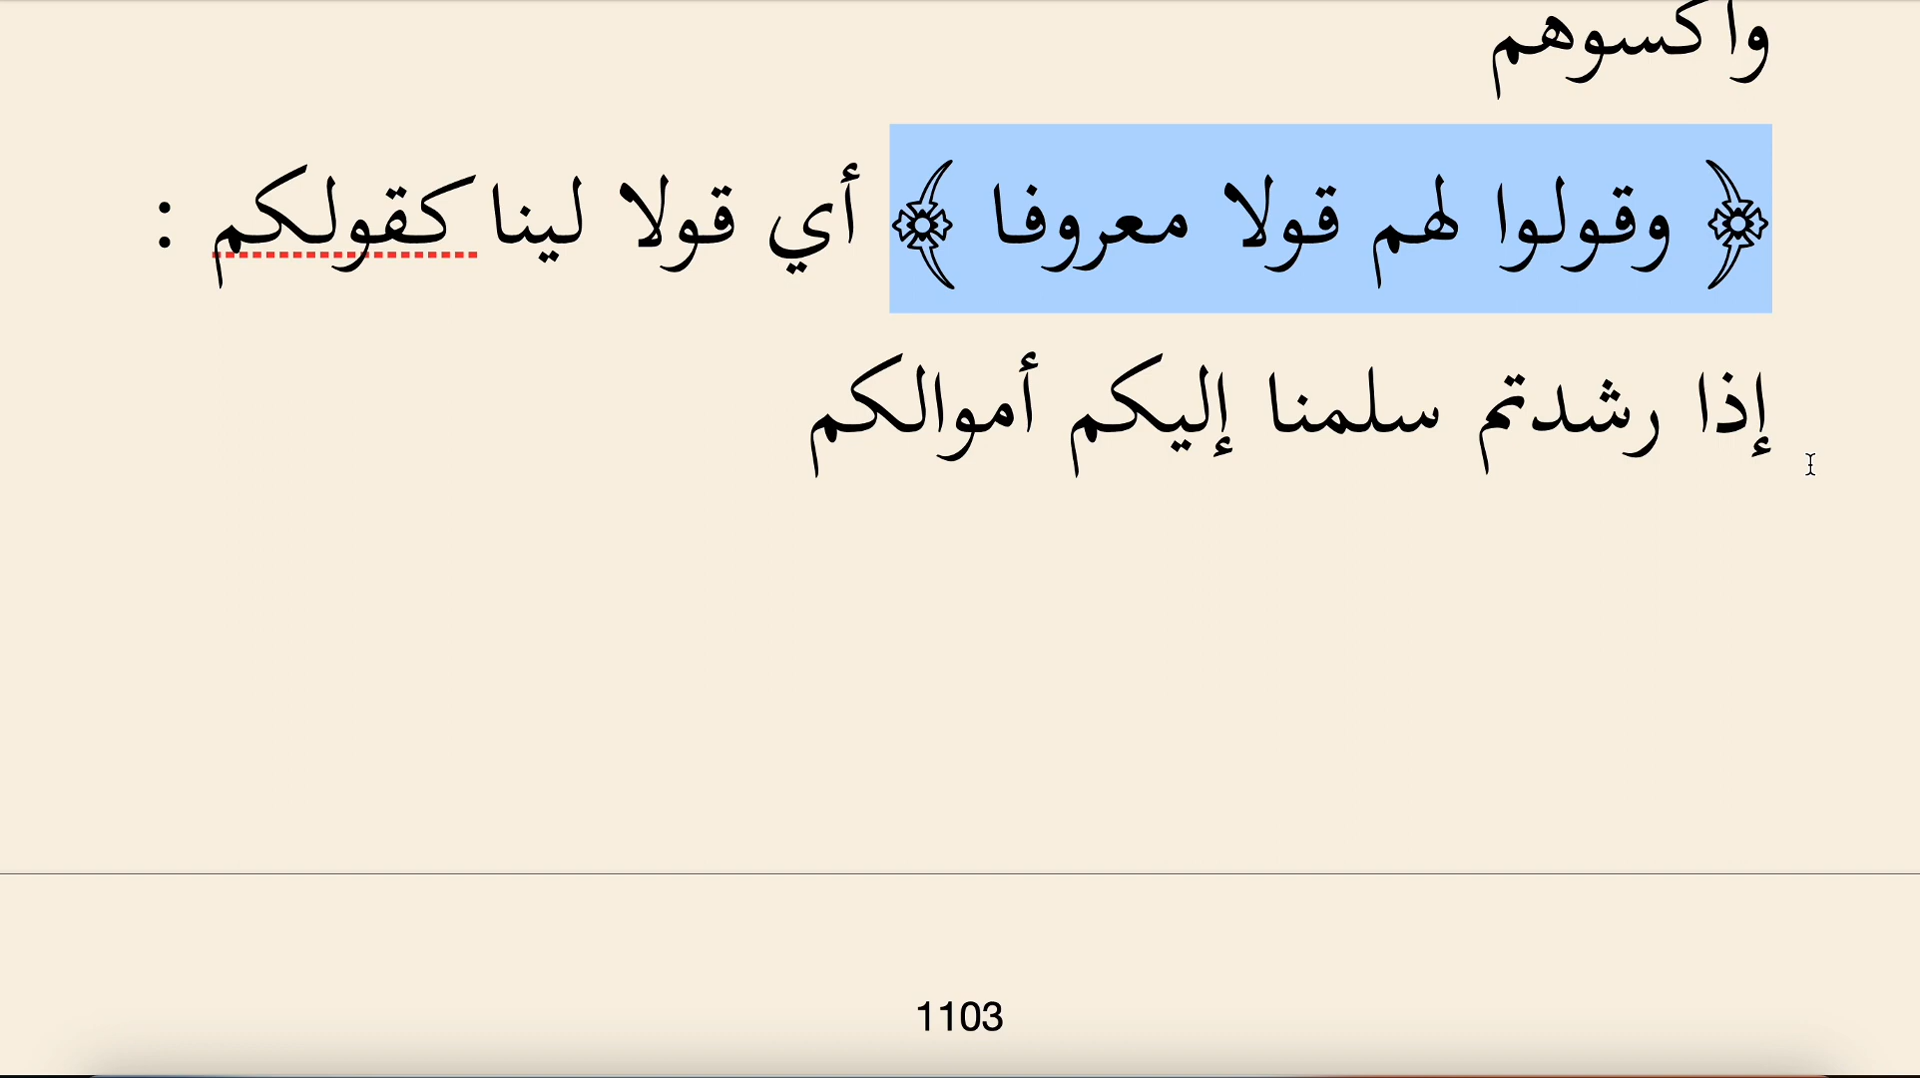 واكسوهم
﴿ وقولوا لهم قولا معروفا ﴾ أي قولا لينا كقولكم :
إذا رشدتم سلمنا إليكم أموالكم
1103